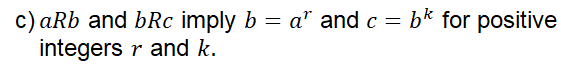 c) aRb and bRc imply b = a^r and c = b^k for positive
integers r and k.